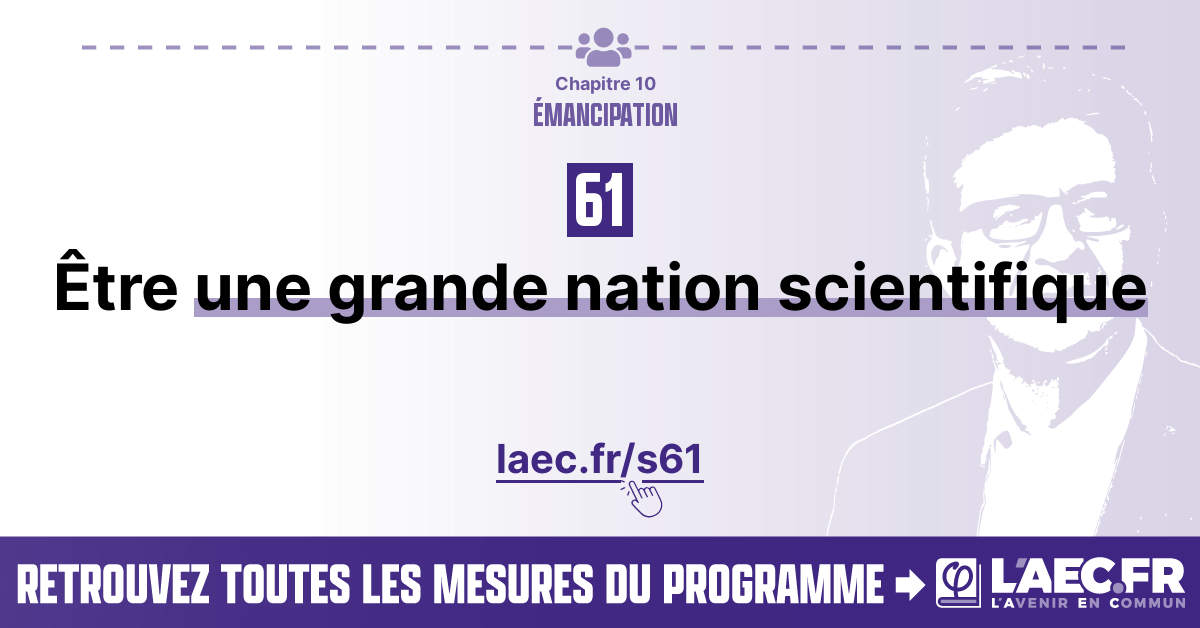 Chapitre 10
ÉMANCIPATION
61
Être une grande nation scientifique
laec.fr/s61
RETROUVEZ TOUTES LES MESURES DU PROGRAMME
φ L'AEC.FR
L'AVENIR EN COMMUN